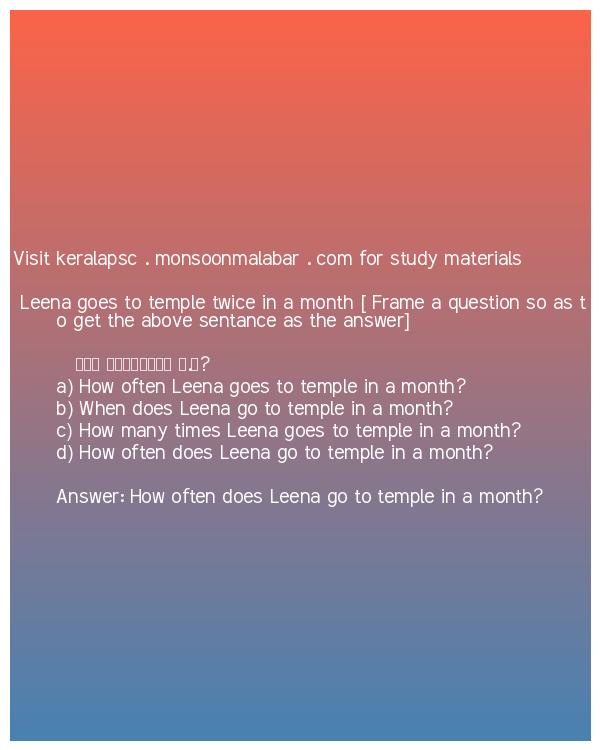 Visit keralapsc . monsoonmalabar . com for study materials
Leena goes to temple twice in a month [ Frame a question so as t
o get the above sentance as the answer]
?
a) How often Leena goes to temple in a month?
b) When does Leena go to temple in a month?
c) How many times Leena goes to temple in a month?
d) How often does Leena go to temple in a month?
Answer: How often does Leena go to temple in a month?